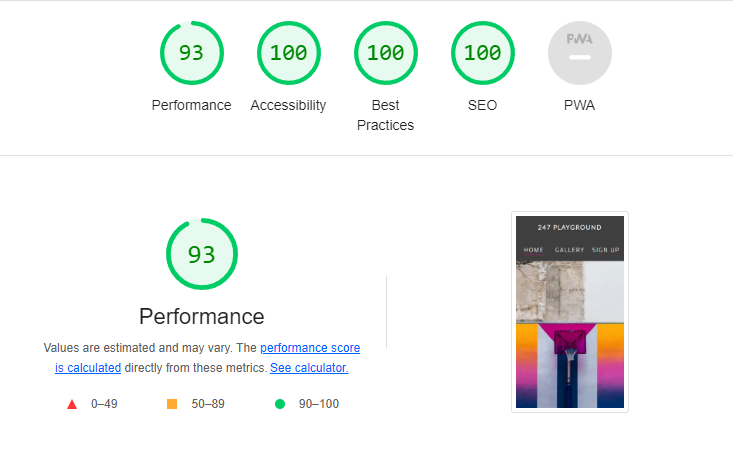 93
100
100
100
PWA
Performance
Accessibility
Best
Practices
SEO
PWA
93
Performance
Values are estimated and may vary. The performance score
is calculated directly from these metrics. See calculator.
0–49
50–89
90–100
247 PLAYGROUND
HOME GALLERY SIGN UP